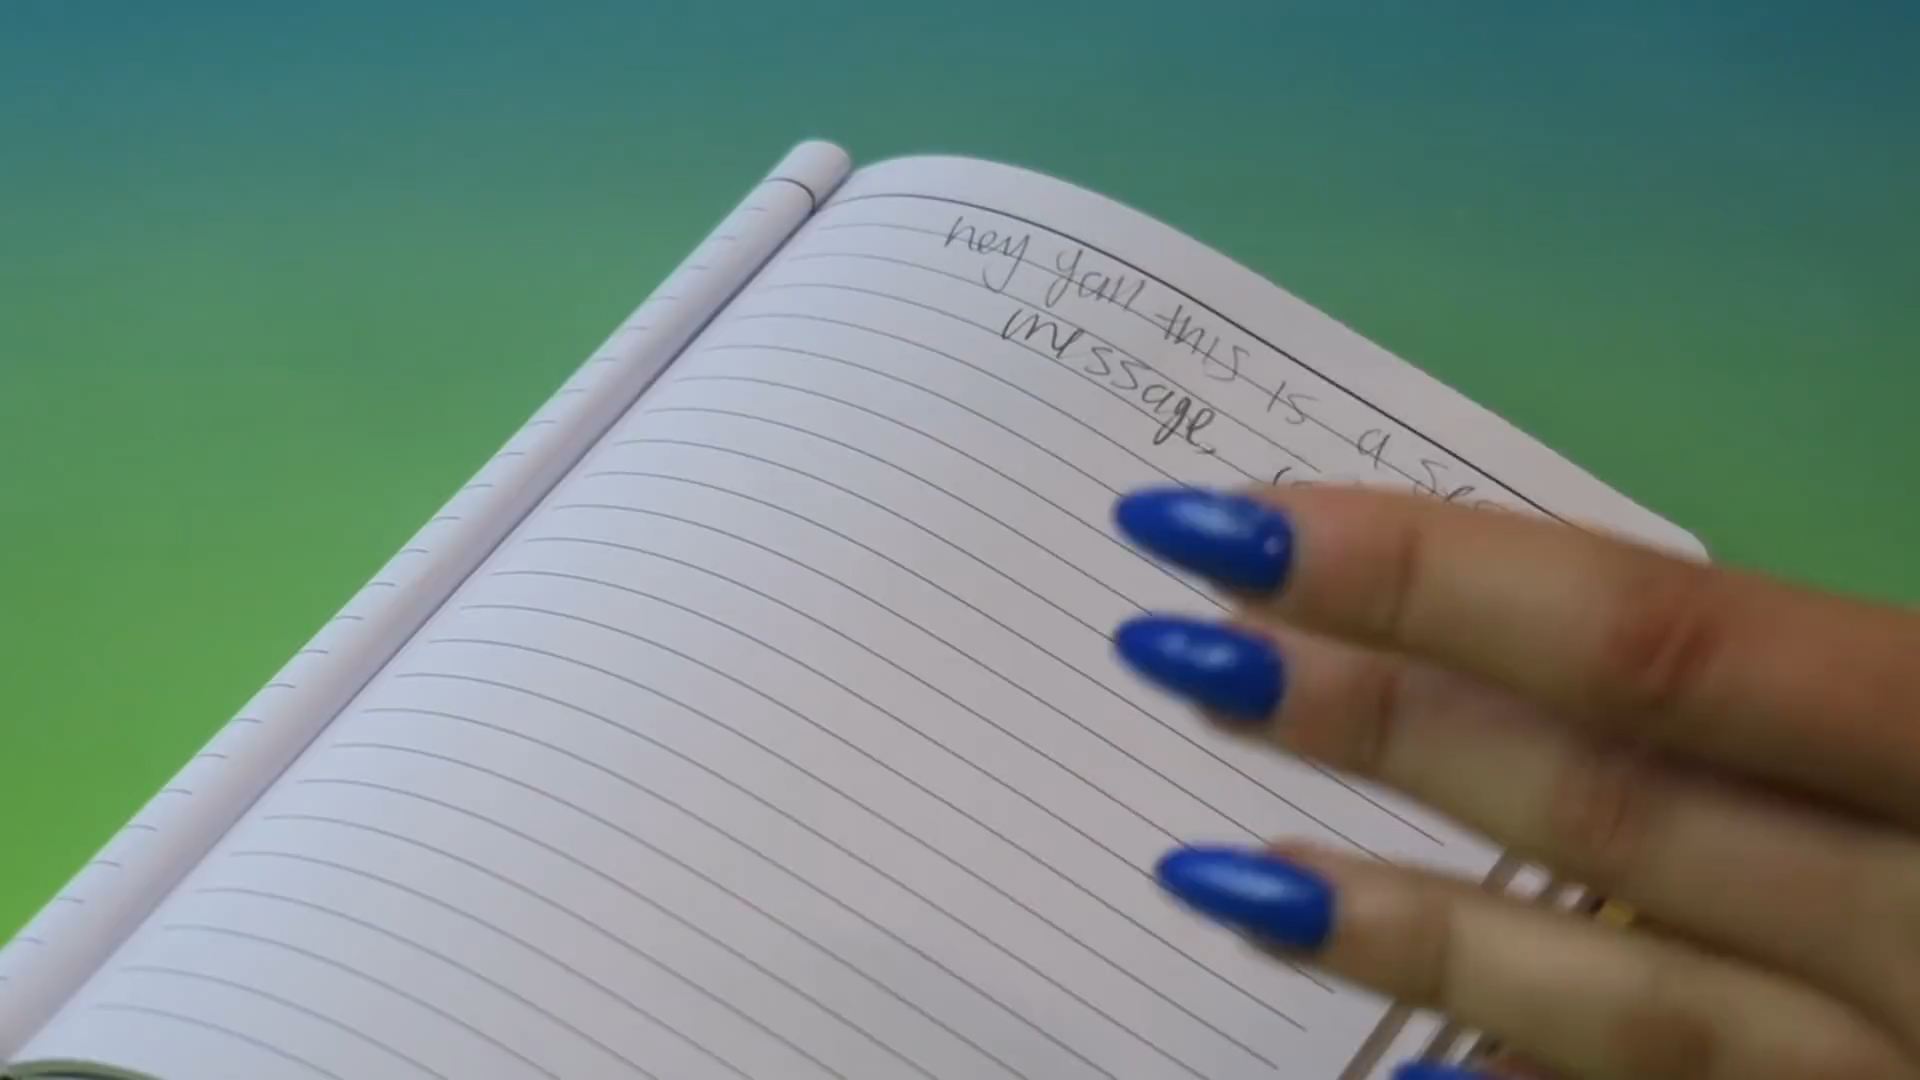 hey yall this is a
message,